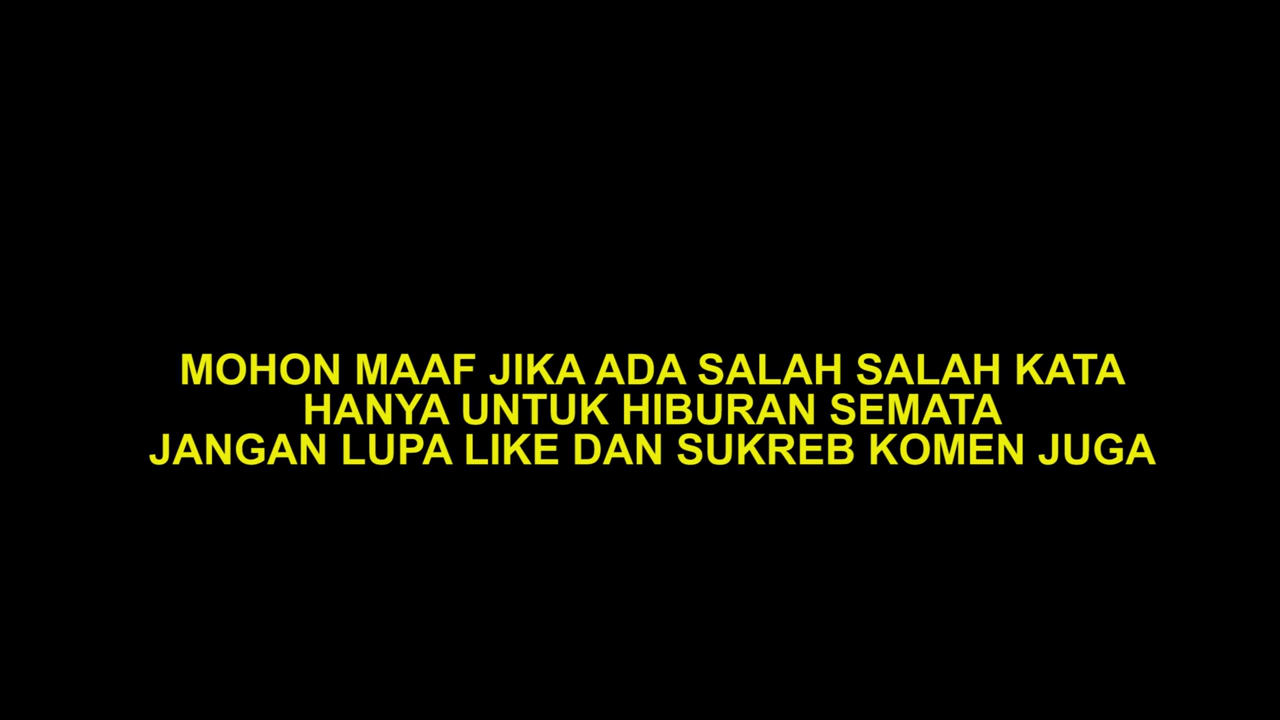 MOHON MAAF JIKA ADA SALAH SALAH KATA
HANYA UNTUK HIBURAN SEMATA
JANGAN LUPA LIKE DAN SUKREB KOMEN JUGA